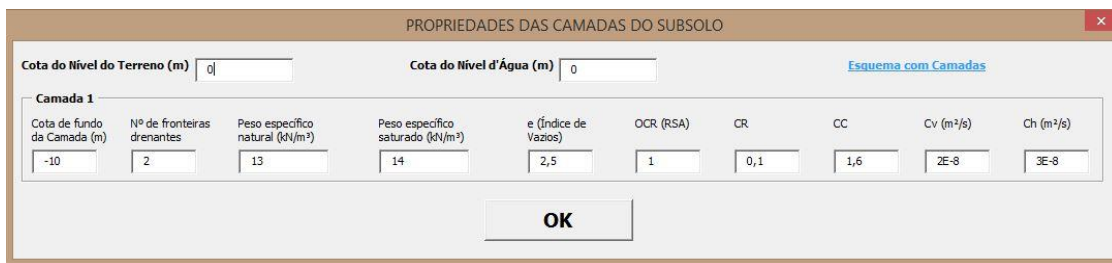 PROPRIEDADES DAS CAMADAS DO SUBSOLO
x
Cota do Nível do Terreno (m) 0 Cota do Nível d'Água (m) 0 Esquema com Camadas
Camada 1
Cota de fundo da Camada (m) Nº de fronteiras drenantes Peso específico natural (kN/m³) Peso específico saturado (kN/m³) e (Índice de Vazios) OCR (RSA) CR CC Cv (m²/s) Ch (m²/s)
-10 2 13 14 2,5 1 0,1 1,6 2E-8 3E-8
OK